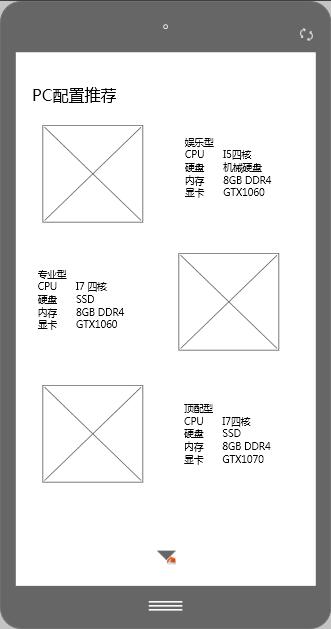 PC配置推荐
娱乐型
CPU I5四核
硬盘 机械硬盘
内存 8GB DDR4
显卡 GTX1060
专业型
CPU I7 四核
硬盘 SSD
内存 8GB DDR4
显卡 GTX1060
顶配型
CPU I7四核
硬盘 SSD
内存 8GB DDR4
显卡 GTX1070